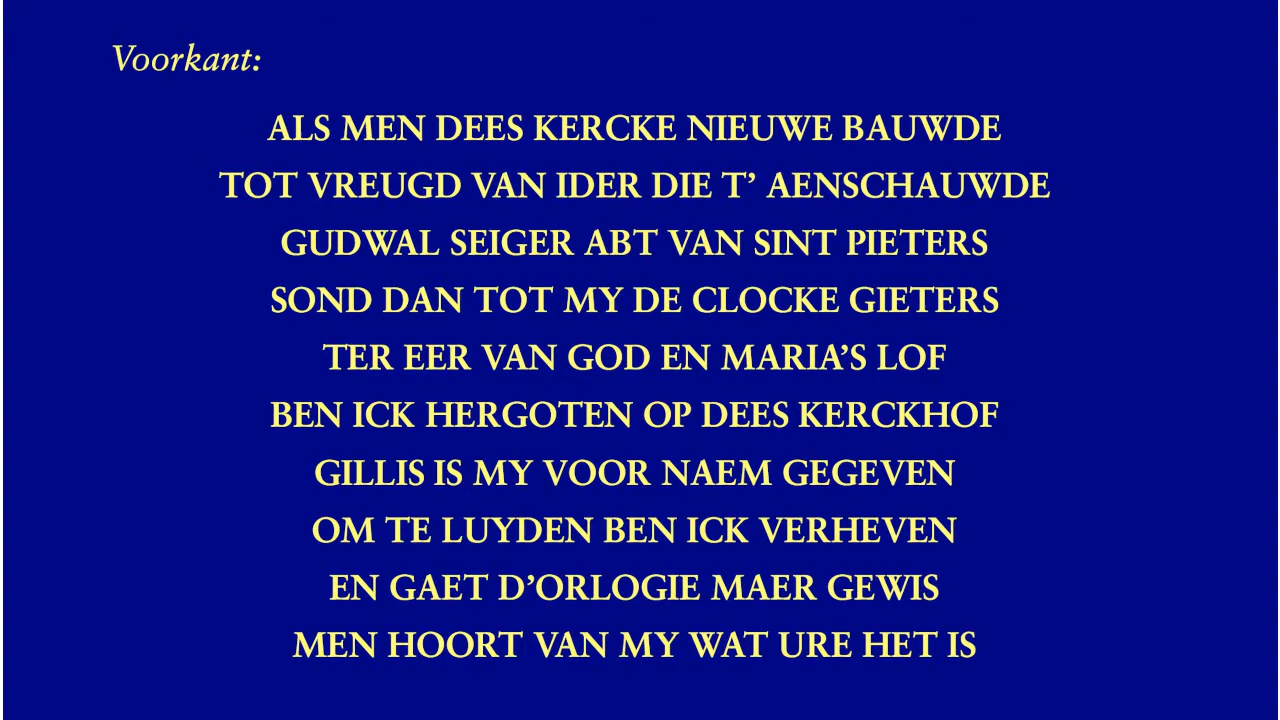 Voorkant:
ALS MEN DEES KERCKE NIEUWE BAUWDE
TOT VREUGD VAN IDER DIE T’ AENSCHAUWDE
GUDWAL SEIGER ABT VAN SINT PIETERS
SOND DAN TOT MY DE CLOCKE GIETERS
TER EER VAN GOD EN MARIA’S LOF
BEN ICK HERGOTEN OP DEES KERCKHOF
GILLIS IS MY VOOR NAEM GEGEVEN
OM TE LUYDEN BEN ICK VERHEVEN
EN GAET D’ORLOGIE MAER GEWIS
MEN HOORT VAN MY WAT URE HET IS